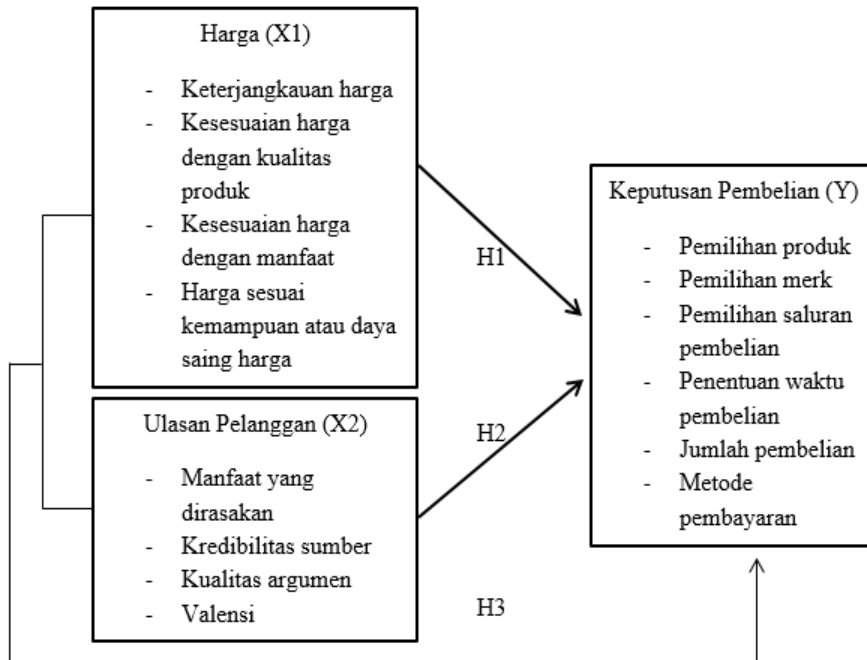 Harga (X1)
- Keterjangkauan harga
- Kesesuaian harga
dengan kualitas
produk
- Kesesuaian harga
dengan manfaat
- Harga sesuai
kemampuan atau daya
saing harga
Ulasan Pelanggan (X2)
- Manfaat yang
dirasakan
- Kredibilitas sumber
- Kualitas argumen
- Valensi
H1
H2
H3
Keputusan Pembelian (Y)
- Pemilihan produk
- Pemilihan merk
- Pemilihan saluran
pembelian
- Penentuan waktu
pembelian
- Jumlah pembelian
- Metode
pembayaran